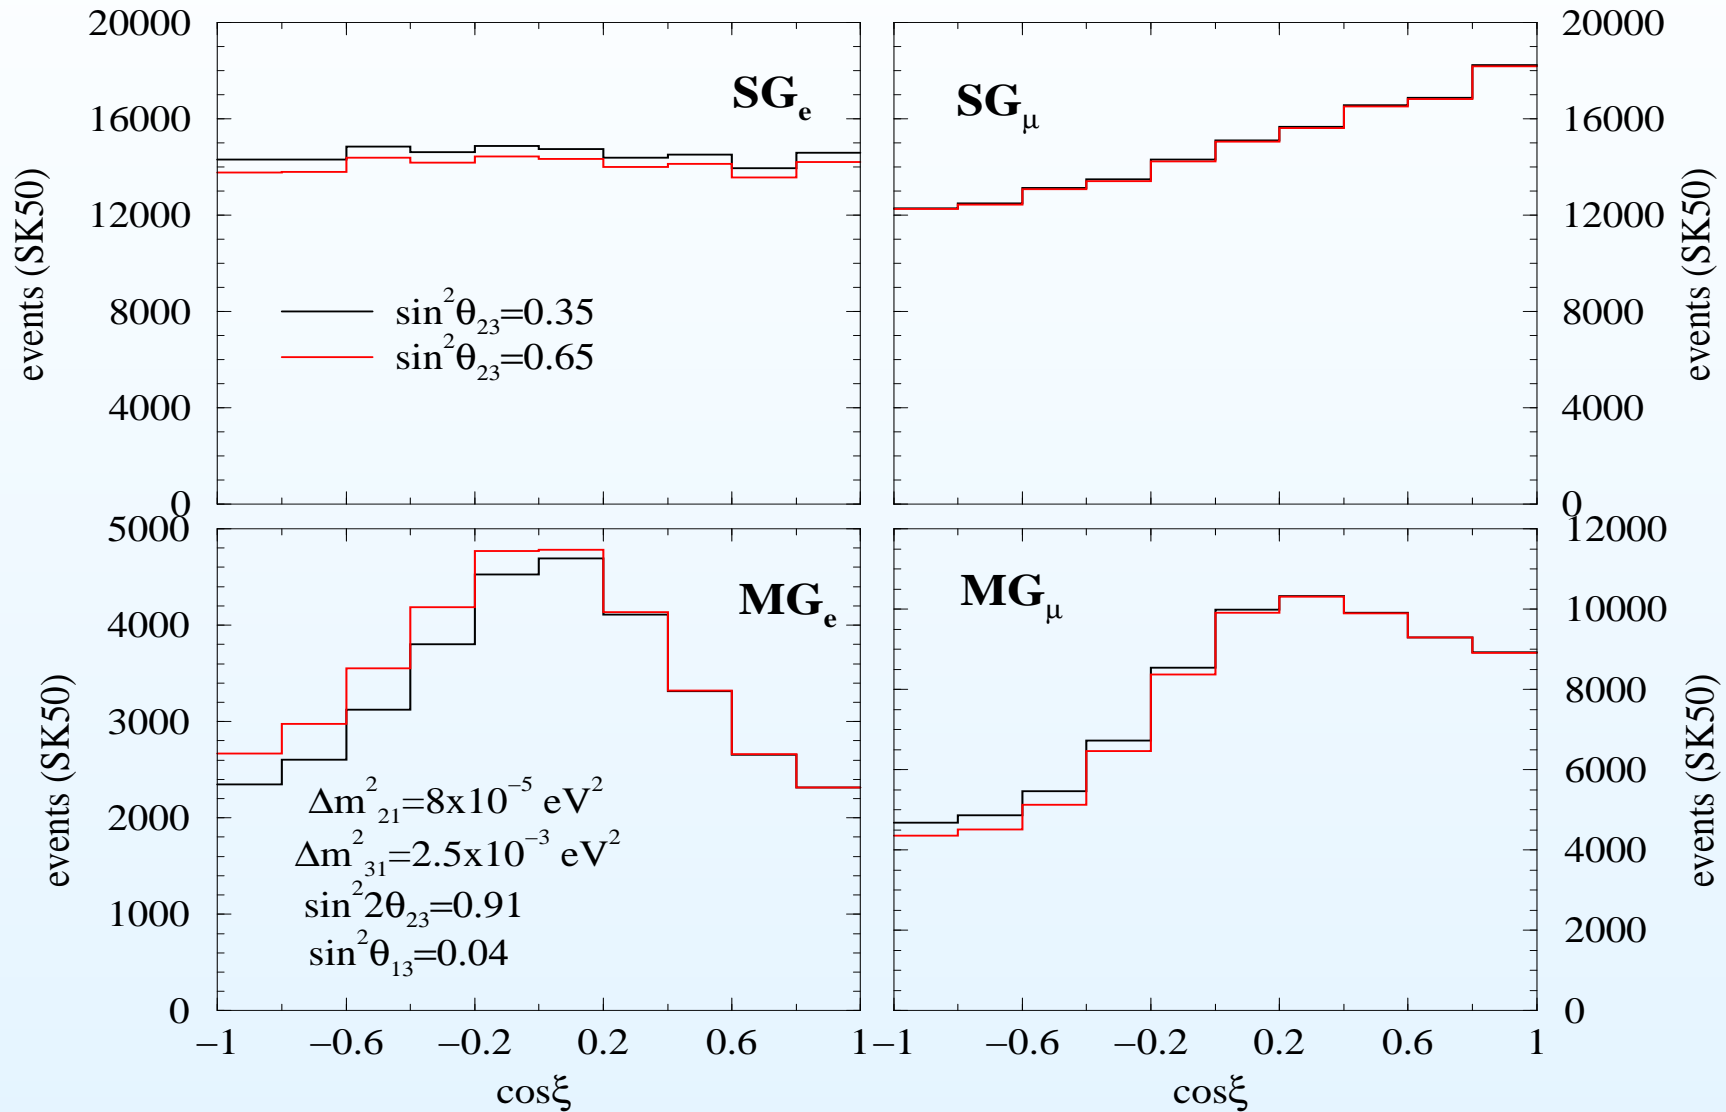 20000
16000
12000
8000
4000
0
events (SK50)
SGₑ
sin²θ₂₃=0.35
sin²θ₂₃=0.65
SG_μ
20000
16000
12000
8000
4000
0
events (SK50)
5000
4000
3000
2000
1000
0
events (SK50)
MGₑ
Δm²₂₁=8x10⁻⁵ eV²
Δm²₃₁=2.5x10⁻³ eV²
sin²2θ₂₃=0.91
sin²θ₁₃=0.04
MG_μ
12000
10000
8000
6000
4000
2000
0
events (SK50)
−1 −0.6 −0.2 0.2 0.6 1
−1 −0.6 −0.2 0.2 0.6 1
cosξ
cosξ